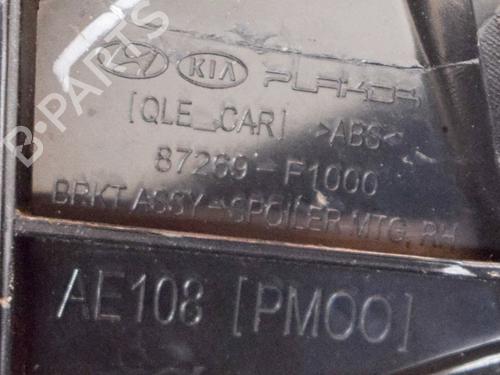 KIA PLAKOR
[QLE_CAR] >ABS<
87269-F1000
BRKT ASSY-SPOILER MTG, RH
AE108 [PMOO]
B-PARTS